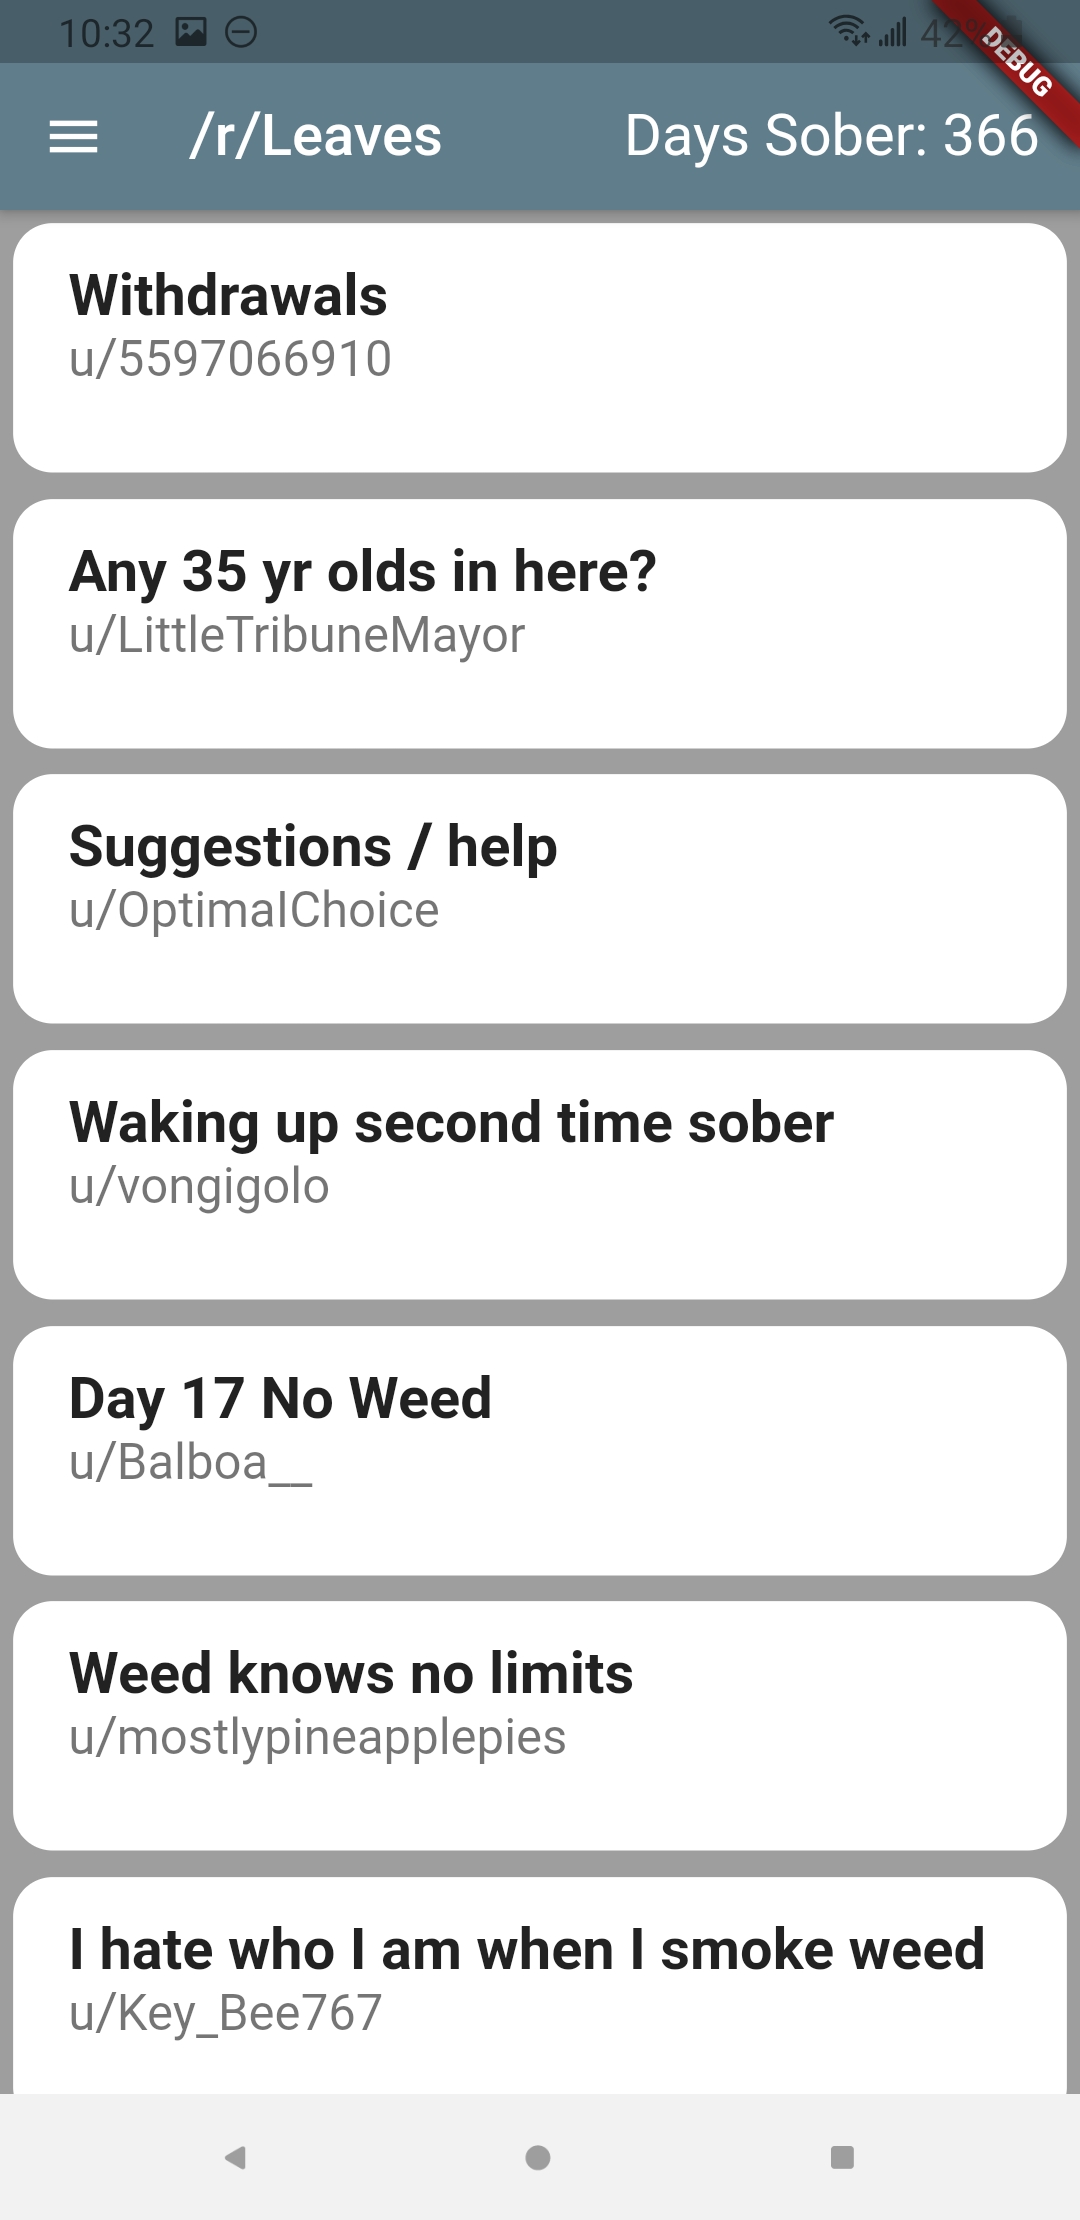 10:32
42%
DEBUG
/r/Leaves
Days Sober: 366
Withdrawals
u/5597066910
Any 35 yr olds in here?
u/LittleTribuneMayor
Suggestions / help
u/OptimalChoice
Waking up second time sober
u/vongigolo
Day 17 No Weed
u/Balboa__
Weed knows no limits
u/mostlypineapplepies
I hate who I am when I smoke weed
u/Key_Bee767